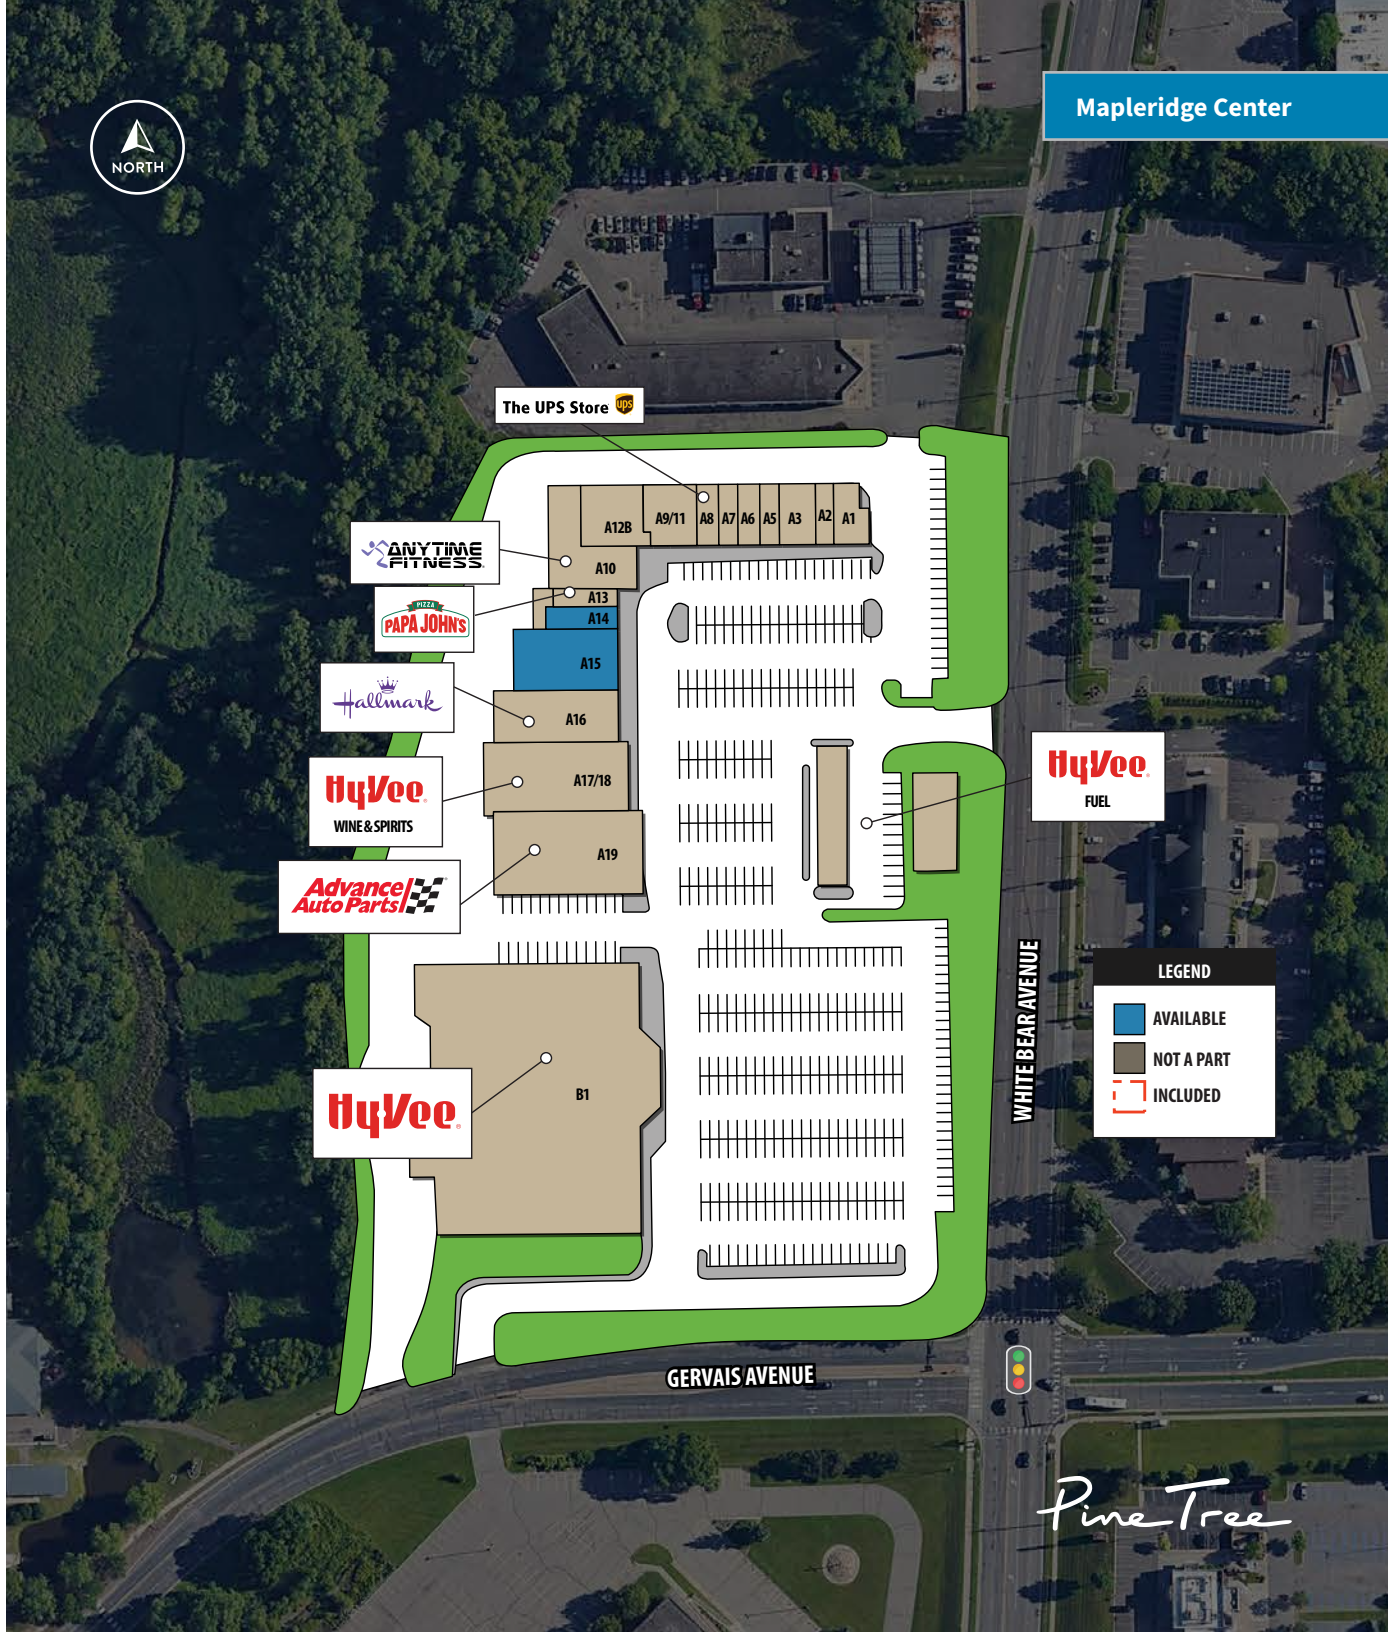 Mapleridge Center
NORTH
The UPS Store ups
A12B
A9/11
A8
A7
A6
A5
A3
A2
A1
ANYTIME
FITNESS
A10
PIZZA
PAPA JOHN'S
A13
A14
A15
Hallmark
A16
HyVee
WINE & SPIRITS
A17/18
HyVee
FUEL
Advance
Auto Parts
A19
HyVee
B1
WHITE BEAR AVENUE
LEGEND
AVAILABLE
NOT A PART
INCLUDED
GERVAIS AVENUE
PineTree